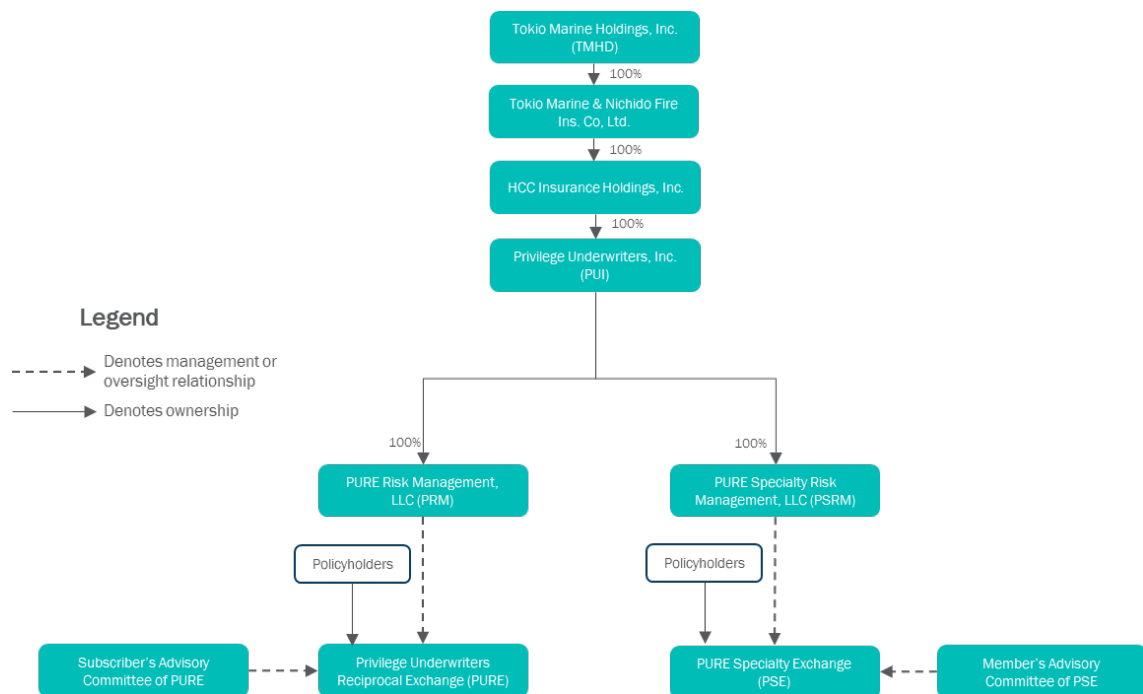 Tokio Marine Holdings, Inc.
(TMHD)
100%
Tokio Marine & Nichido Fire
Ins. Co, Ltd.
100%
HCC Insurance Holdings, Inc.
100%
Privilege Underwriters, Inc.
(PUI)
Legend
Denotes management or
oversight relationship
Denotes ownership
100%
100%
PURE Risk Management,
LLC (PRM)
PURE Specialty Risk
Management, LLC (PSRM)
Policyholders
Policyholders
Subscriber's Advisory
Committee of PURE
Privilege Underwriters
Reciprocal Exchange (PURE)
PURE Specialty Exchange
(PSE)
Member's Advisory
Committee of PSE